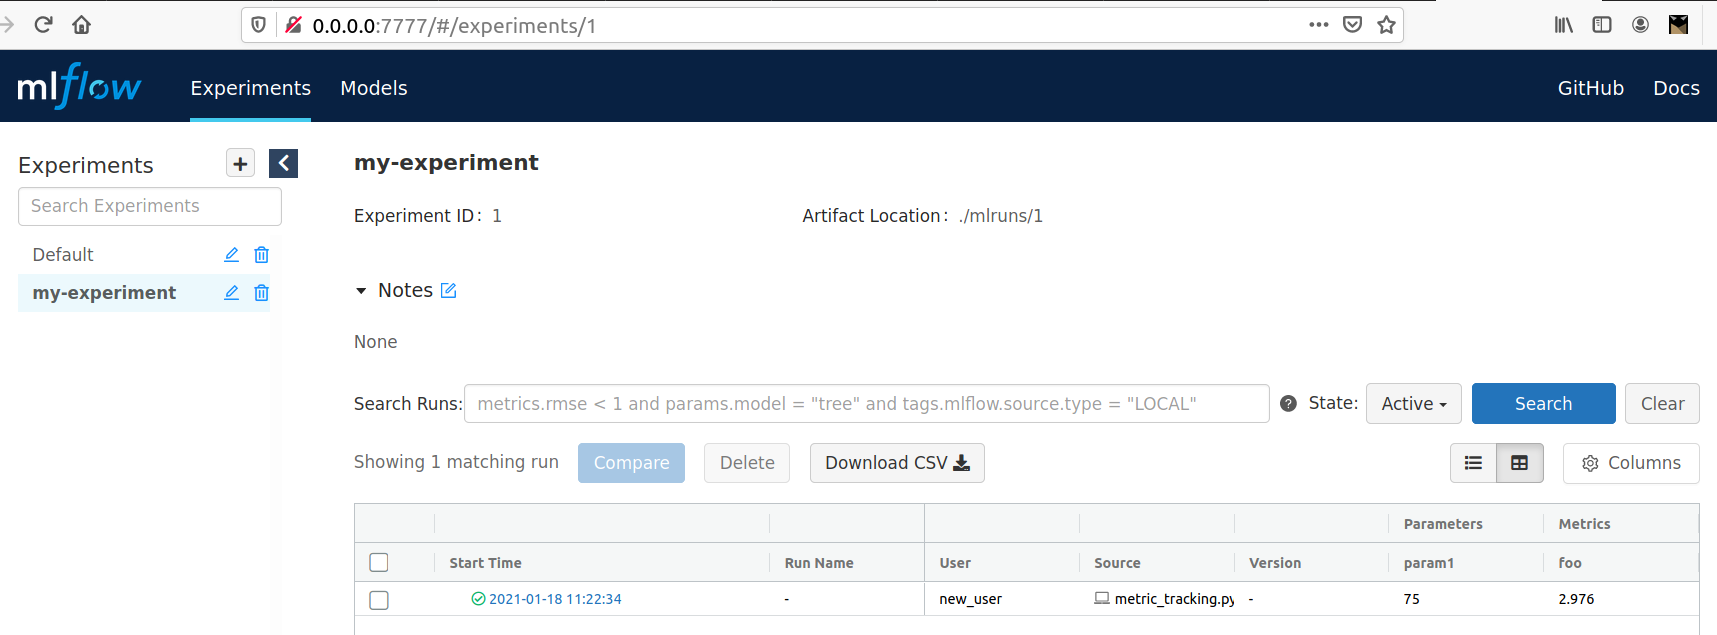 0.0.0.0:7777/#/experiments/1
mlflow Experiments Models GitHub Docs
Experiments
Search Experiments
Default
my-experiment
my-experiment
Experiment ID: 1 Artifact Location: ./mlruns/1
Notes
None
Search Runs: metrics.rmse < 1 and params.model = "tree" and tags.mlflow.source.type = "LOCAL" ? State: Active Search Clear
Showing 1 matching run Compare Delete Download CSV Columns
Parameters Metrics
Start Time Run Name User Source Version param1 foo
2021-01-18 11:22:34 - new_user metric_tracking.py - 75 2.976